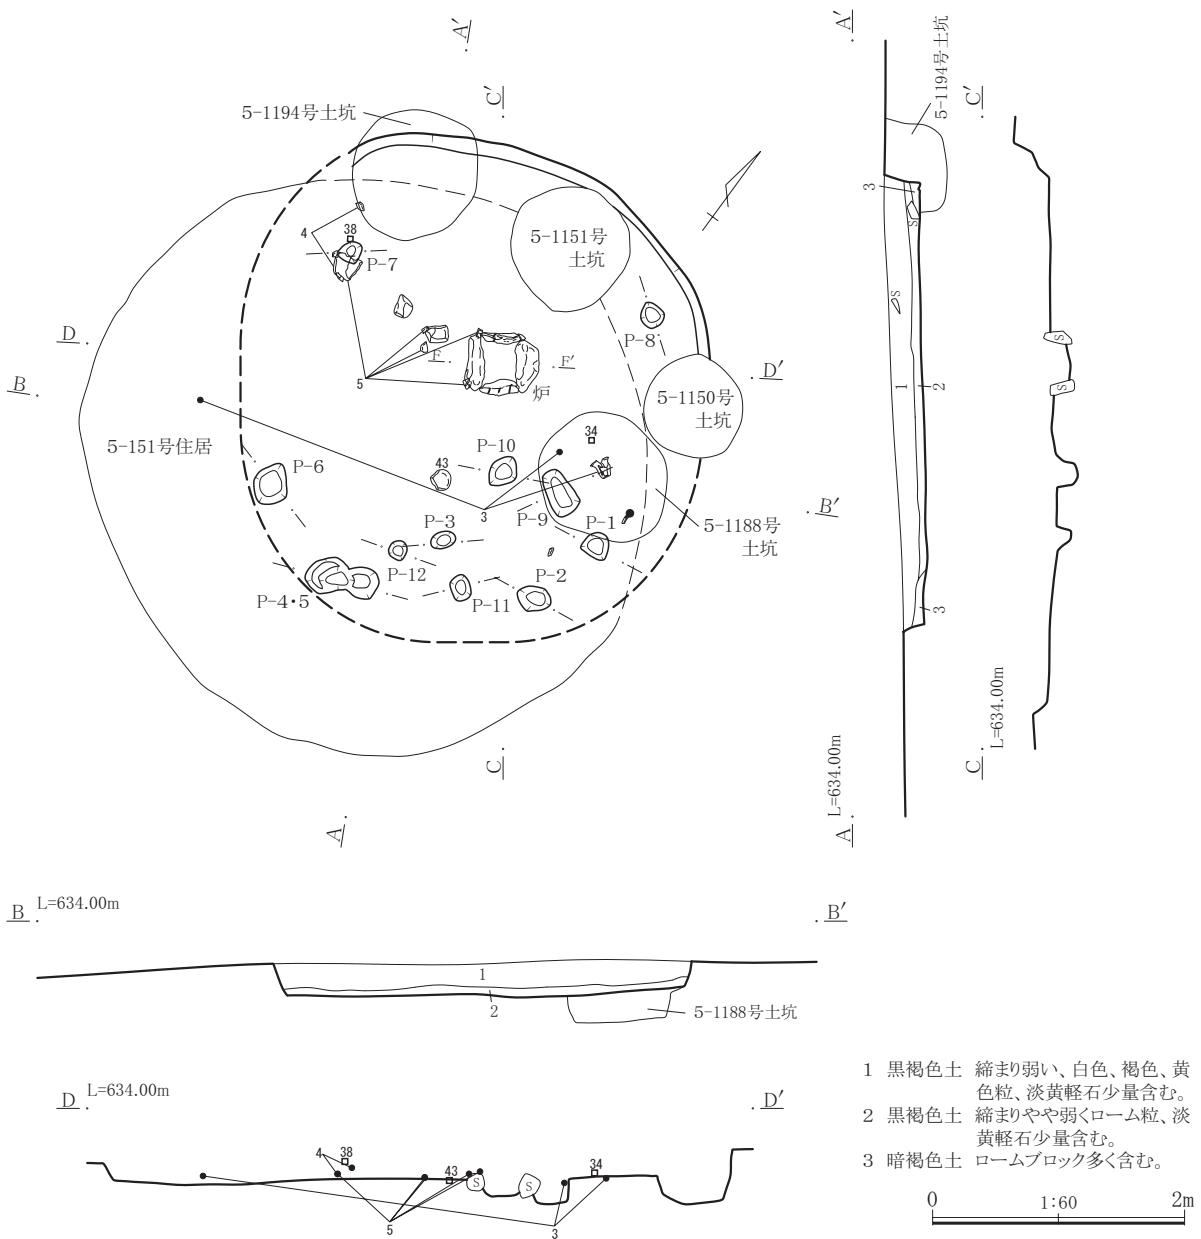 A′
C′
5-1194号土坑
4
38
P-7
5-1151号
土坑
P-8
D
B
F
F′
炉
5
D′
5-1150号
土坑
5-151号住居
34
P-10
43
P-6
3
P-9
P-3
P-1
B′
5-1188号
土坑
P-12
P-2
P-4・5
P-11
C
A
A′
5-1194号土坑
C′
3
S
S
1
2
3
S
S
L=634.00m
A
L=634.00m
C
B
L=634.00m
B′
1
2
5-1188号土坑
D
L=634.00m
D′
4
38
43
S
S
34
5
3
1 黒褐色土 締まり弱い、白色、褐色、黄
色粒、淡黄軽石少量含む。
2 黒褐色土 締まりやや弱くローム粒、淡
黄軽石少量含む。
3 暗褐色土 ロームブロック多く含む。
0
1:60
2m